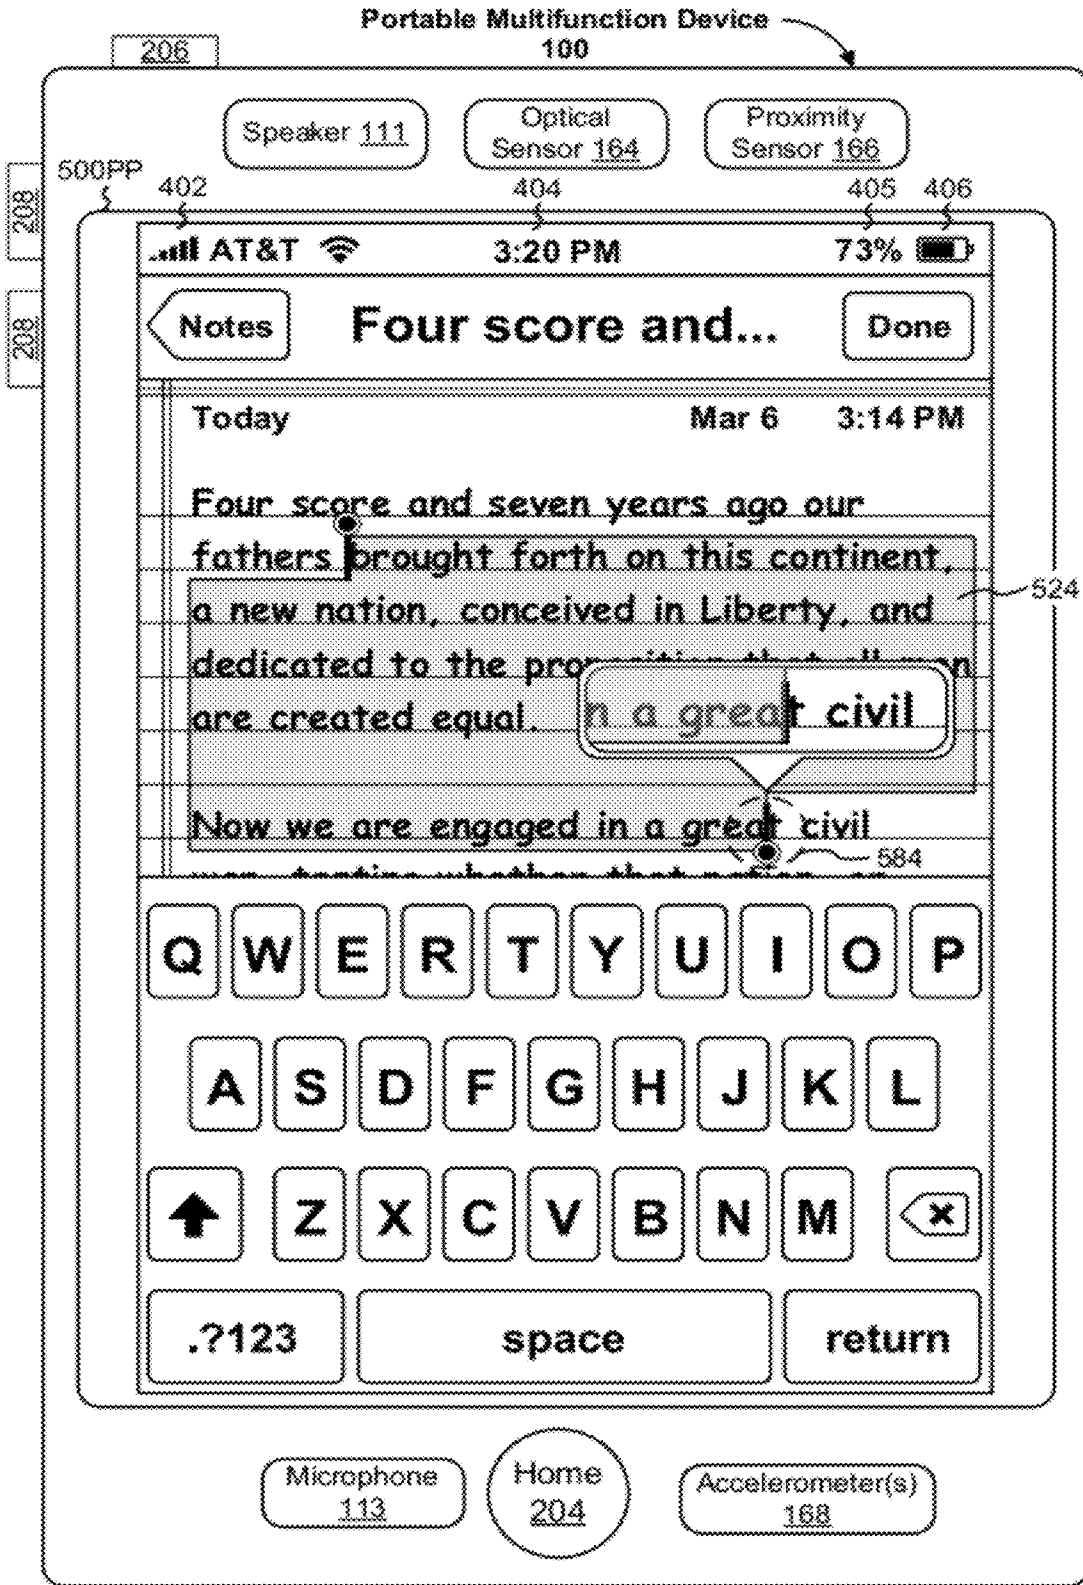 Portable Multifunction Device
100
206
Speaker 111
Optical
Sensor 164
Proximity
Sensor 166
208
208
500PP
402
404
405
406
AT&T
3:20 PM
73%
Notes
Four score and...
Done
Today
Mar 6
3:14 PM
Four score and seven years ago our
fathers brought forth on this continent,
a new nation, conceived in Liberty, and
524
dedicated to the
are created equal.
n a great civil
Now we are engaged in a great civil
584
Q W E R T Y U I O P
A S D F G H J K L
Z X C V B N M
.?123
space
return
Microphone
113
Home
204
Accelerometer(s)
168